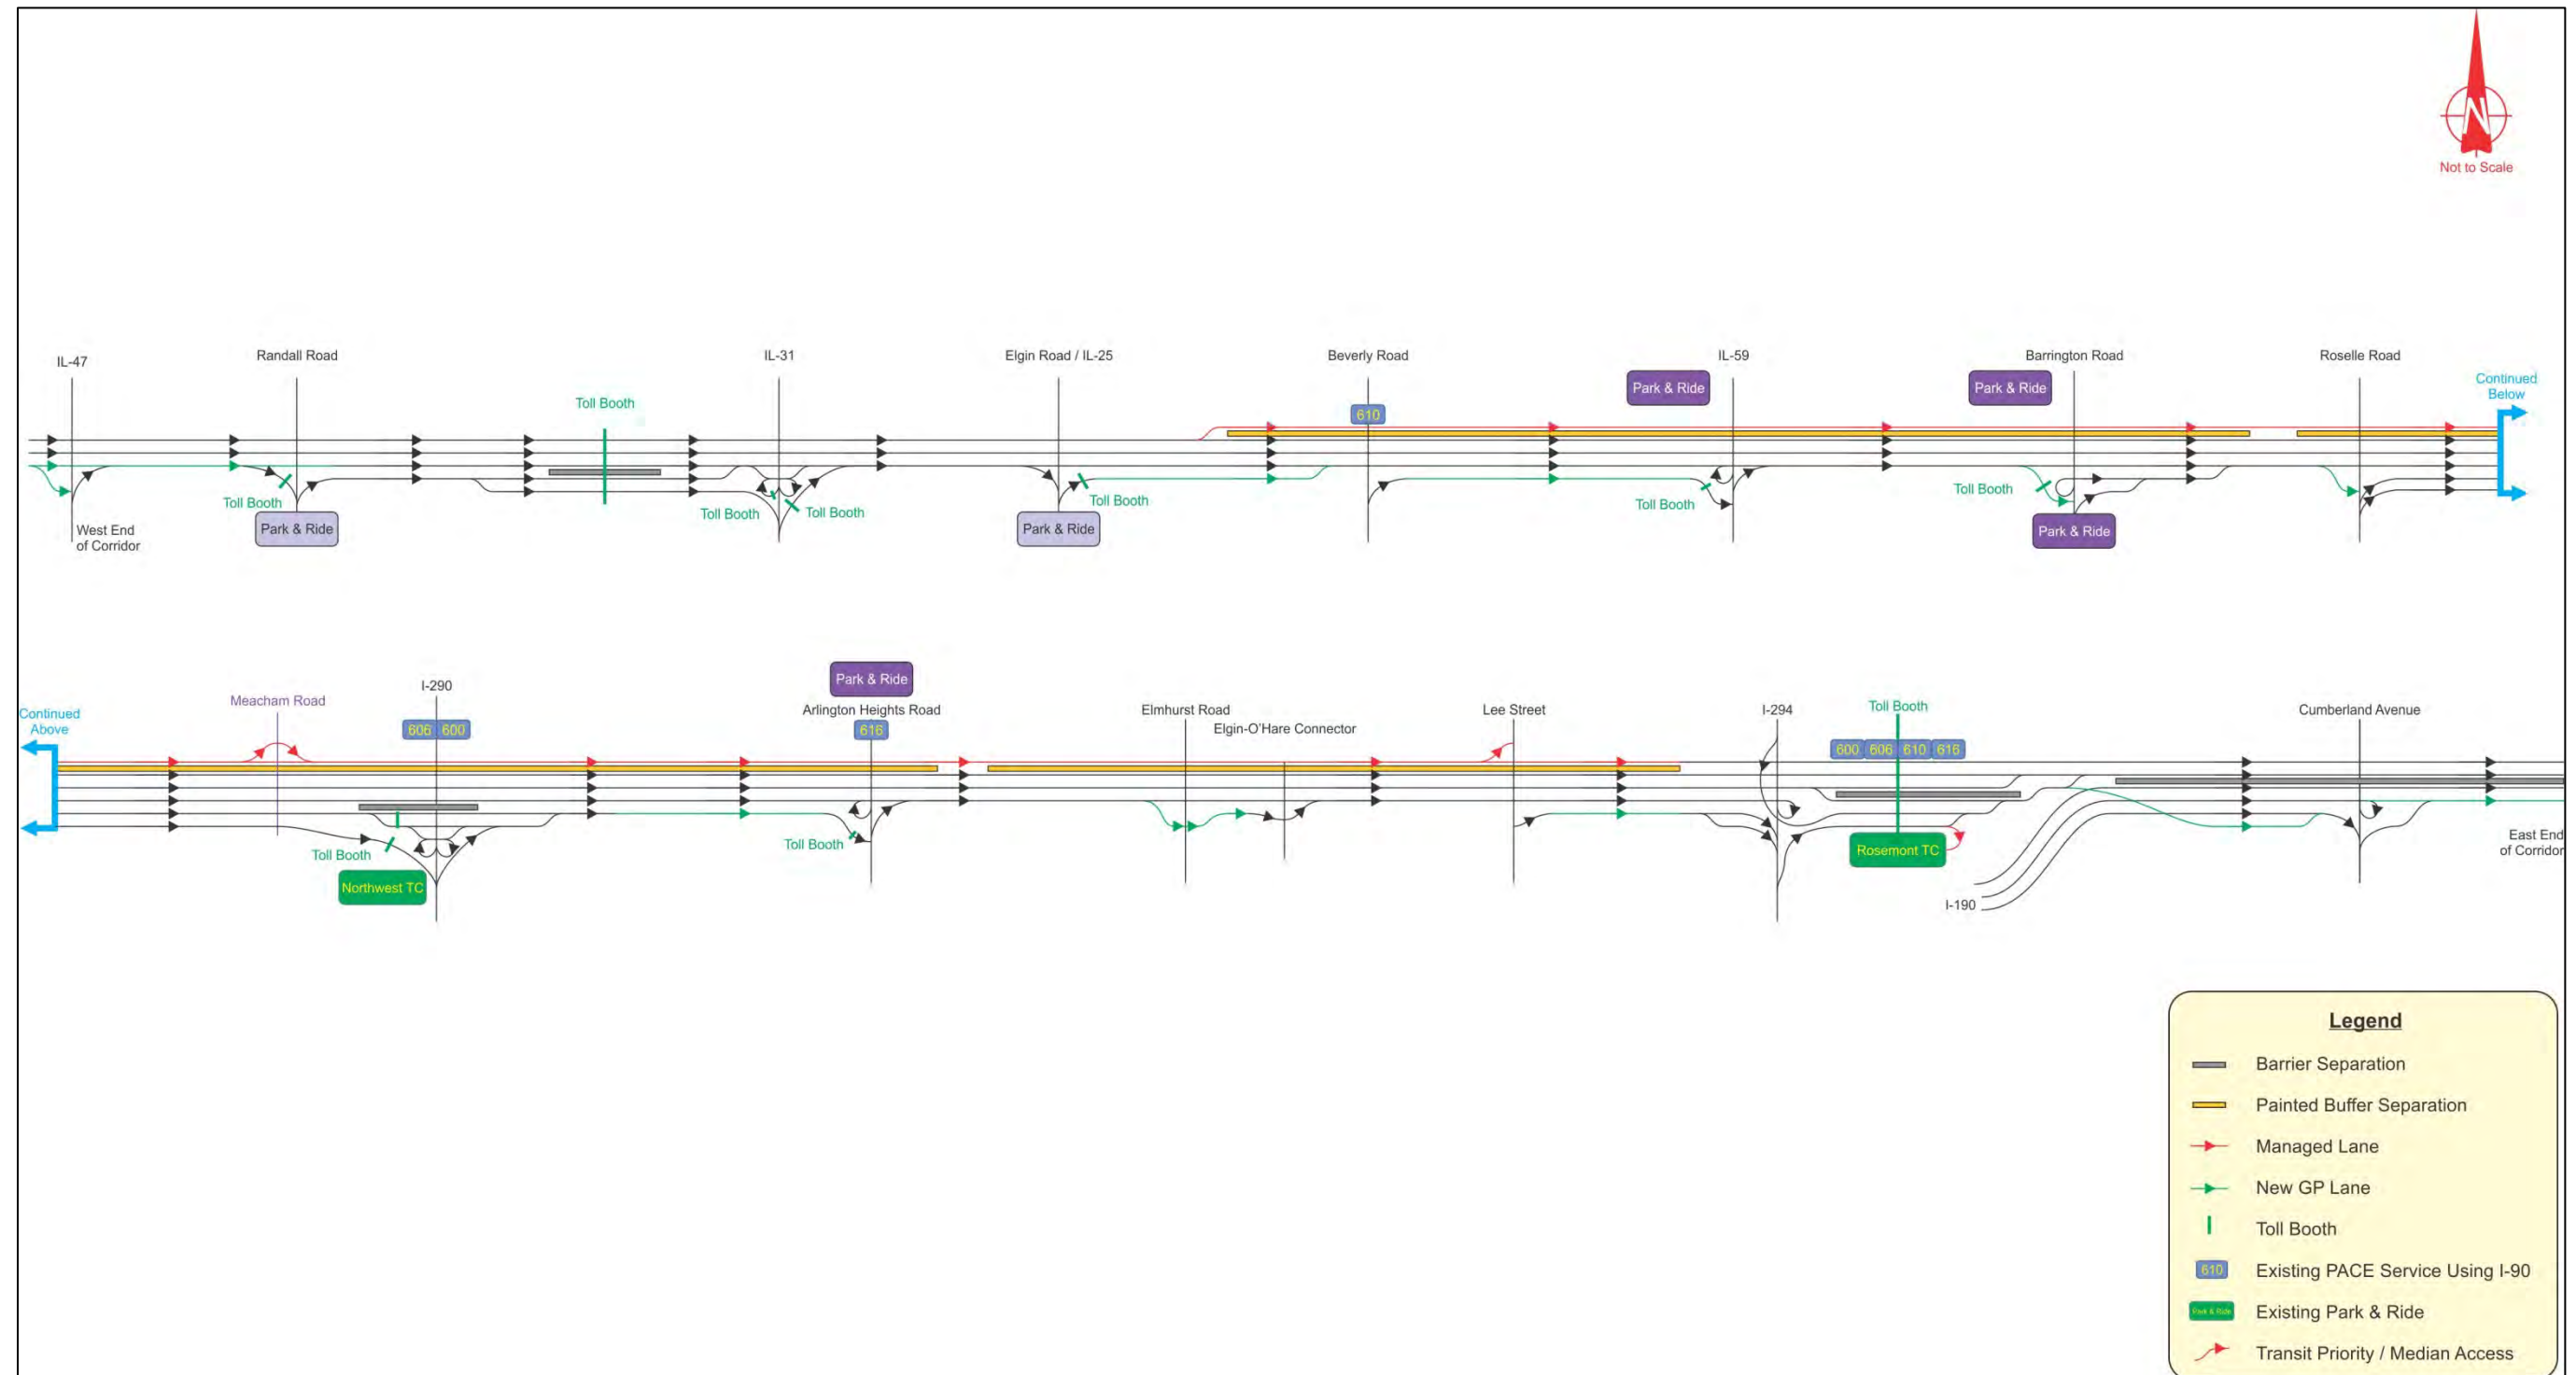 N
Not to Scale
IL-47
Randall Road
IL-31
Elgin Road / IL-25
Beverly Road
IL-59
Barrington Road
Roselle Road
Continued
Below
Park & Ride
Park & Ride
Toll Booth
610
Toll Booth
Toll Booth
Toll Booth
Toll Booth
Toll Booth
Toll Booth
West End
of Corridor
Park & Ride
Park & Ride
Park & Ride
Continued
Above
Meacham Road
I-290
606 600
Park & Ride
Arlington Heights Road
616
Elmhurst Road
Elgin-O'Hare Connector
Lee Street
I-294
Toll Booth
600 606 610 616
Cumberland Avenue
Toll Booth
Northwest TC
Toll Booth
Rosemont TC
I-190
East End
of Corridor
Legend
Barrier Separation
Painted Buffer Separation
Managed Lane
New GP Lane
Toll Booth
610 Existing PACE Service Using I-90
Park & Ride Existing Park & Ride
Transit Priority / Median Access